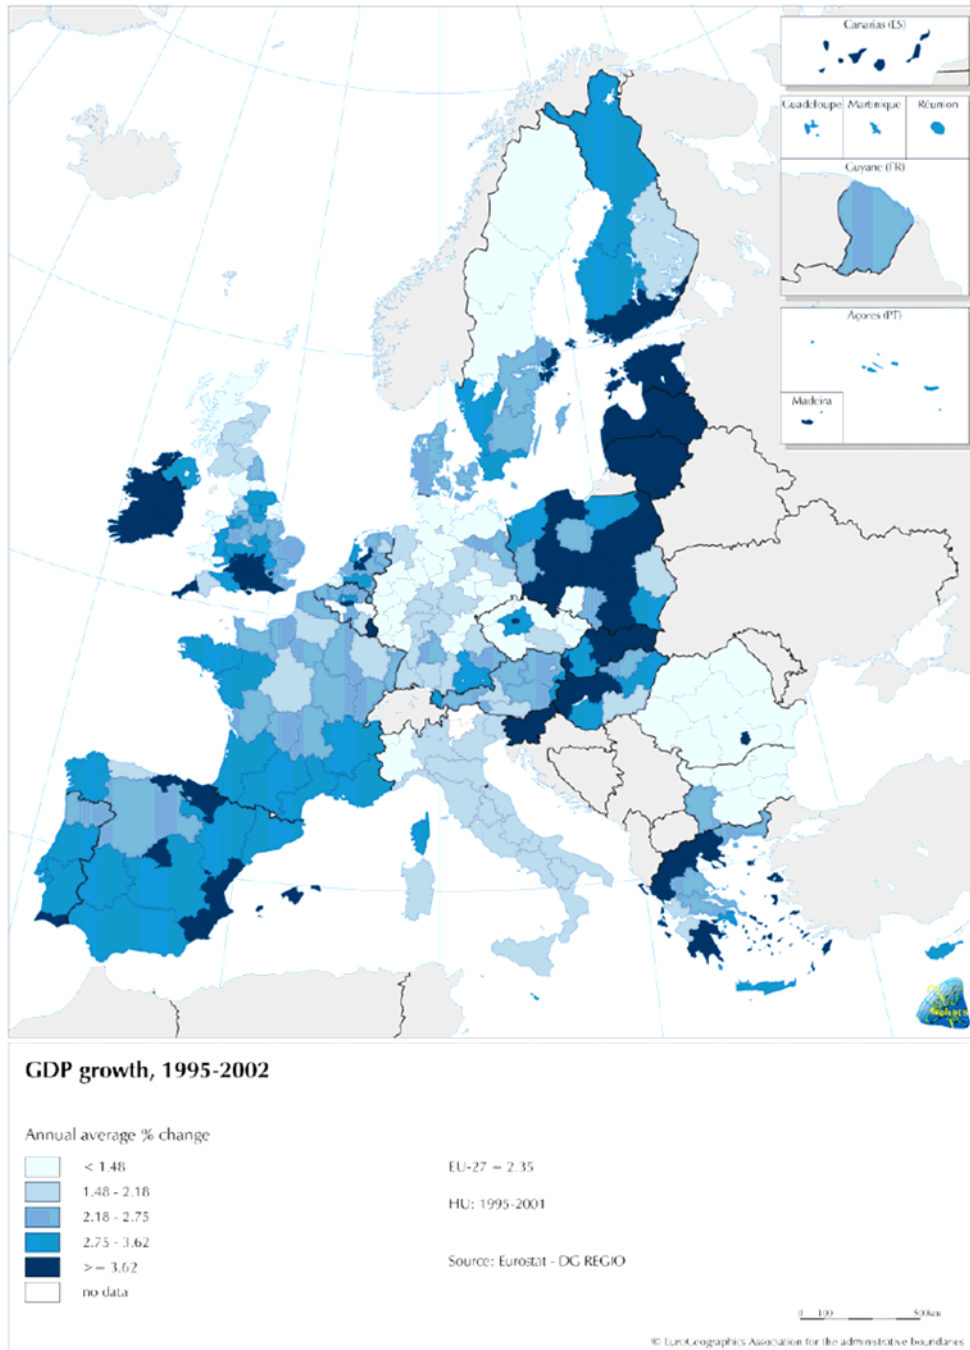 Canarias (ES)
Guadeloupe Martinique Réunion
Guyane (FR)
Açores (PT)
Madeira
GDP growth, 1995-2002
Annual average % change
< 1.48
1.48 - 2.18
2.18 - 2.75
2.75 - 3.62
>= 3.62
no data
EU-27 = 2.35
HU: 1995-2001
Source: Eurostat - DG REGIO
0 100 500km
© EuroGeographics Association for the administrative boundaries